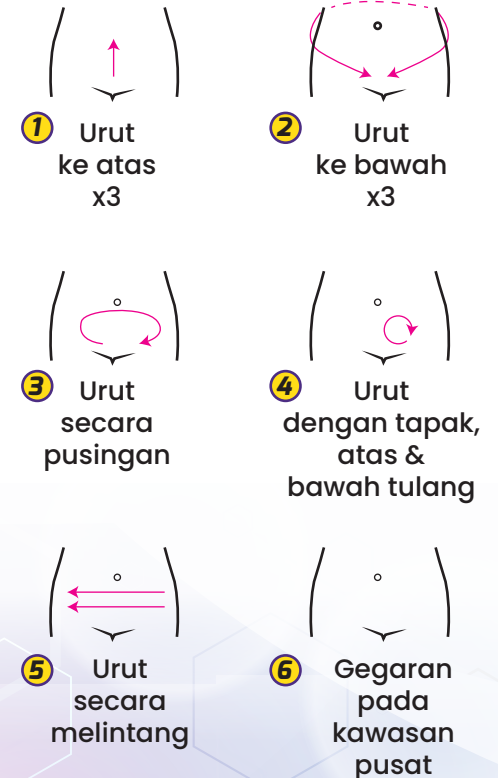 1
Urut
ke atas
x3
2
Urut
ke bawah
x3
3
Urut
secara
pusingan
4
Urut
dengan tapak,
atas &
bawah tulang
5
Urut
secara
melintang
6
Gegaran
pada
kawasan
pusat